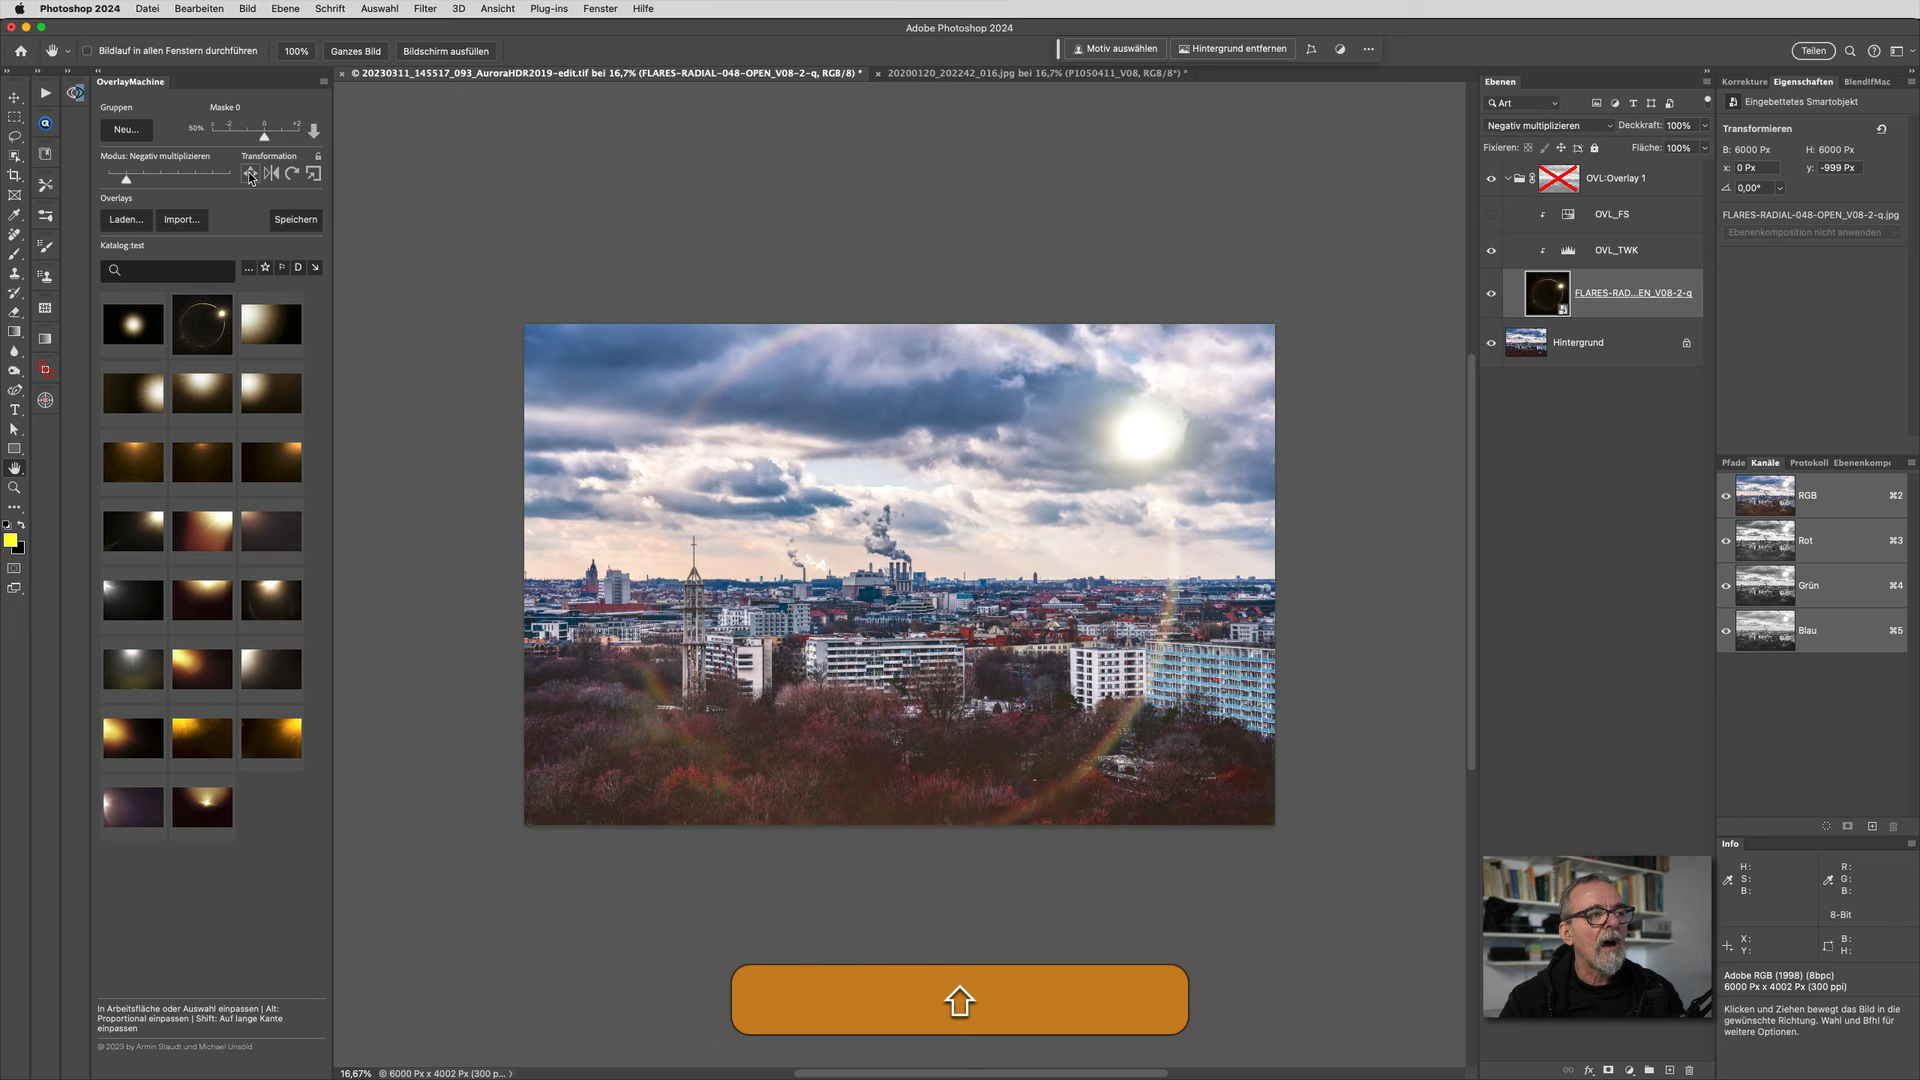 Photoshop 2024 Datei Bearbeiten Bild Ebene Schrift Auswahl Filter 3D Ansicht Plug-ins Fenster Hilfe
Adobe Photoshop 2024
Bildlauf in allen Fenstern durchführen 100% Ganzes Bild Bildschirm ausfüllen
Motiv auswählen Hintergrund entfernen
Teilen
© 20230311_145517_093_AuroraHDR2019-edit.tif bei 16,7% (FLARES-RADIAL-048-OPEN_V08-2-q, RGB/8) *
20200120_202242_016.jpg bei 16,7% (P1050411_V08, RGB/8*) *
OverlayMachine
Gruppen Maske 0
Neu...
50%
x -2 0 +2
Modus: Negativ multiplizieren Transformation
Overlays
Laden... Import... Speichern
Katalog:test
... D
In Arbeitsfläche oder Auswahl einpassen | Alt:
Proportional einpassen | Shift: Auf lange Kante
einpassen
@ 2023 by Armin Staudt und Michael Unsöld
16,67% © 6000 Px x 4002 Px (300 p...
Ebenen
Art
Negativ multiplizieren Deckkraft: 100%
Fixieren: Fläche: 100%
OVL:Overlay 1
OVL_FS
OVL_TWK
FLARES-RAD...EN_V08-2-q
Hintergrund
fx
Korrekture Eigenschaften BlendIfMac
Eingebettetes Smartobjekt
Transformieren
B: 6000 Px H: 6000 Px
x: 0 Px y: -999 Px
0,00°
FLARES-RADIAL-048-OPEN_V08-2-q.jpg
Ebenenkomposition nicht anwenden
Pfade Kanäle Protokoll Ebenenkompo
RGB ⌘2
Rot ⌘3
Grün ⌘4
Blau ⌘5
Info
H: R:
S: G:
B: B:
8-Bit
X: B:
Y: H:
Adobe RGB (1998) (8bpc)
6000 Px x 4002 Px (300 ppi)
Klicken und Ziehen bewegt das Bild in die
gewünschte Richtung. Wahl und Bfhl für
weitere Optionen.